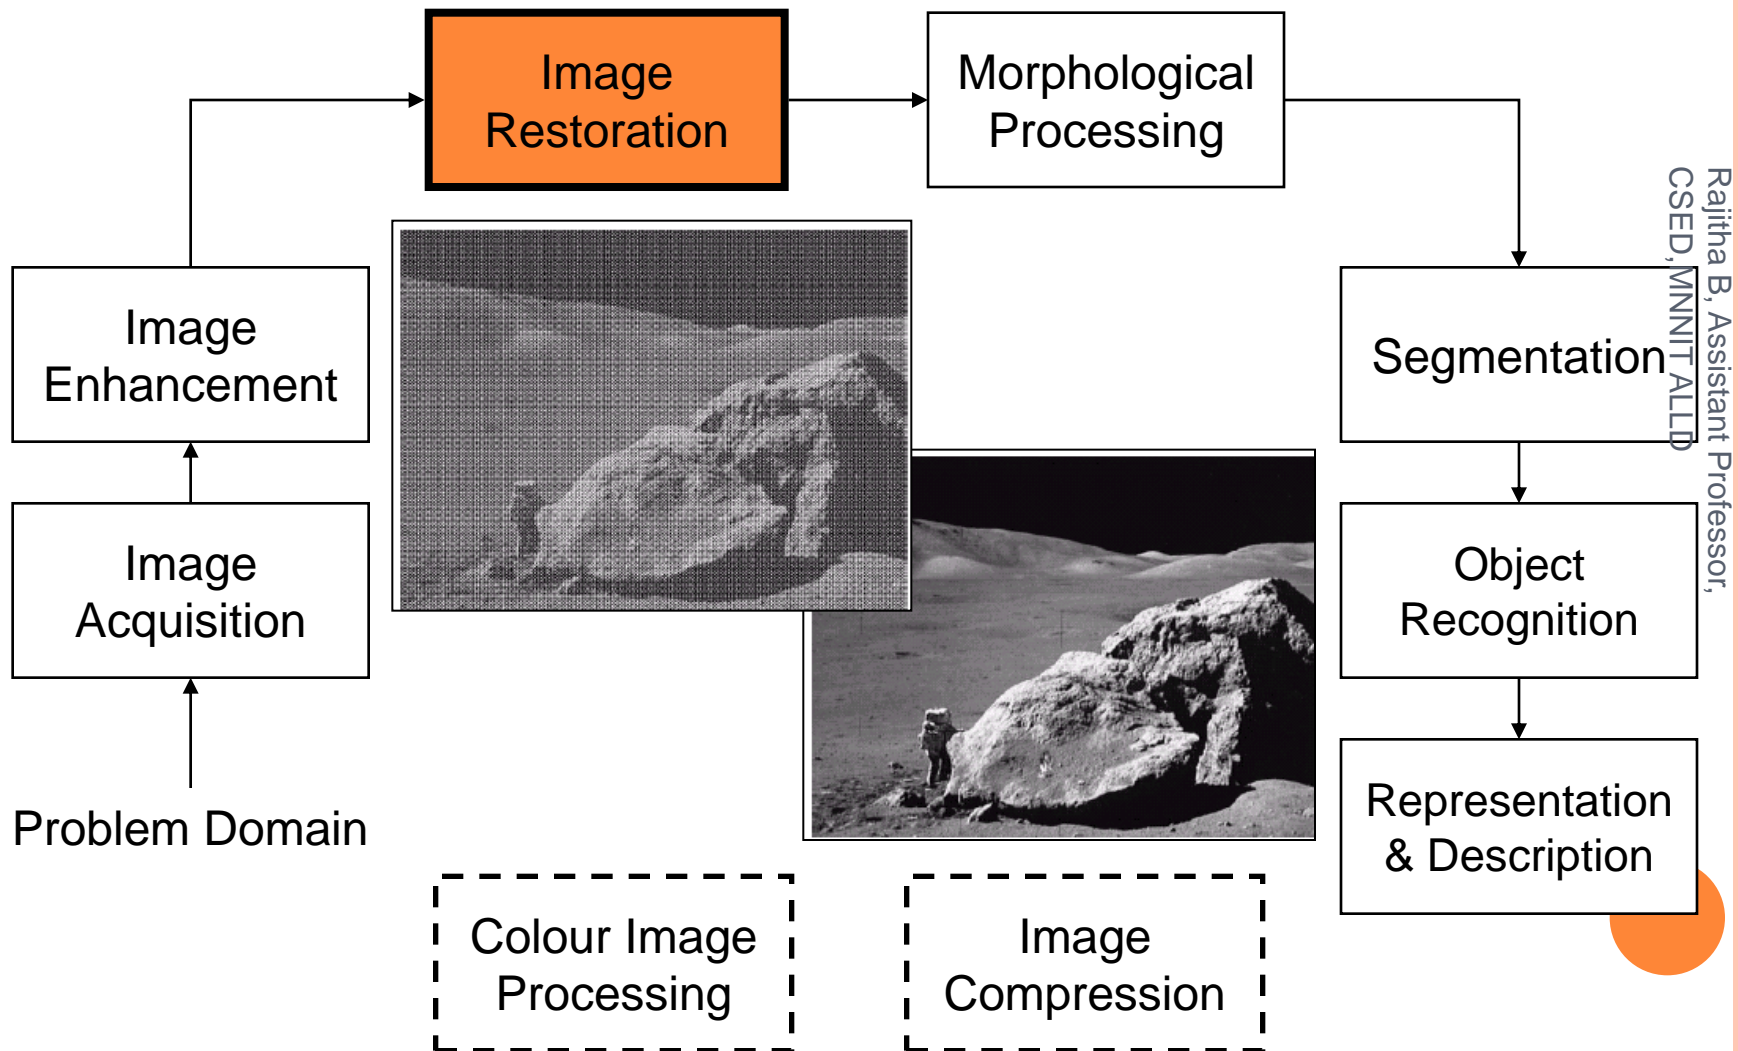 Image
Restoration
Morphological
Processing
Image
Enhancement
Segmentation
Image
Acquisition
Object
Recognition
Problem Domain
Representation
& Description
Colour Image
Processing
Image
Compression
Rajitha B, Assistant Professor,
CSED,MNNIT ALLD